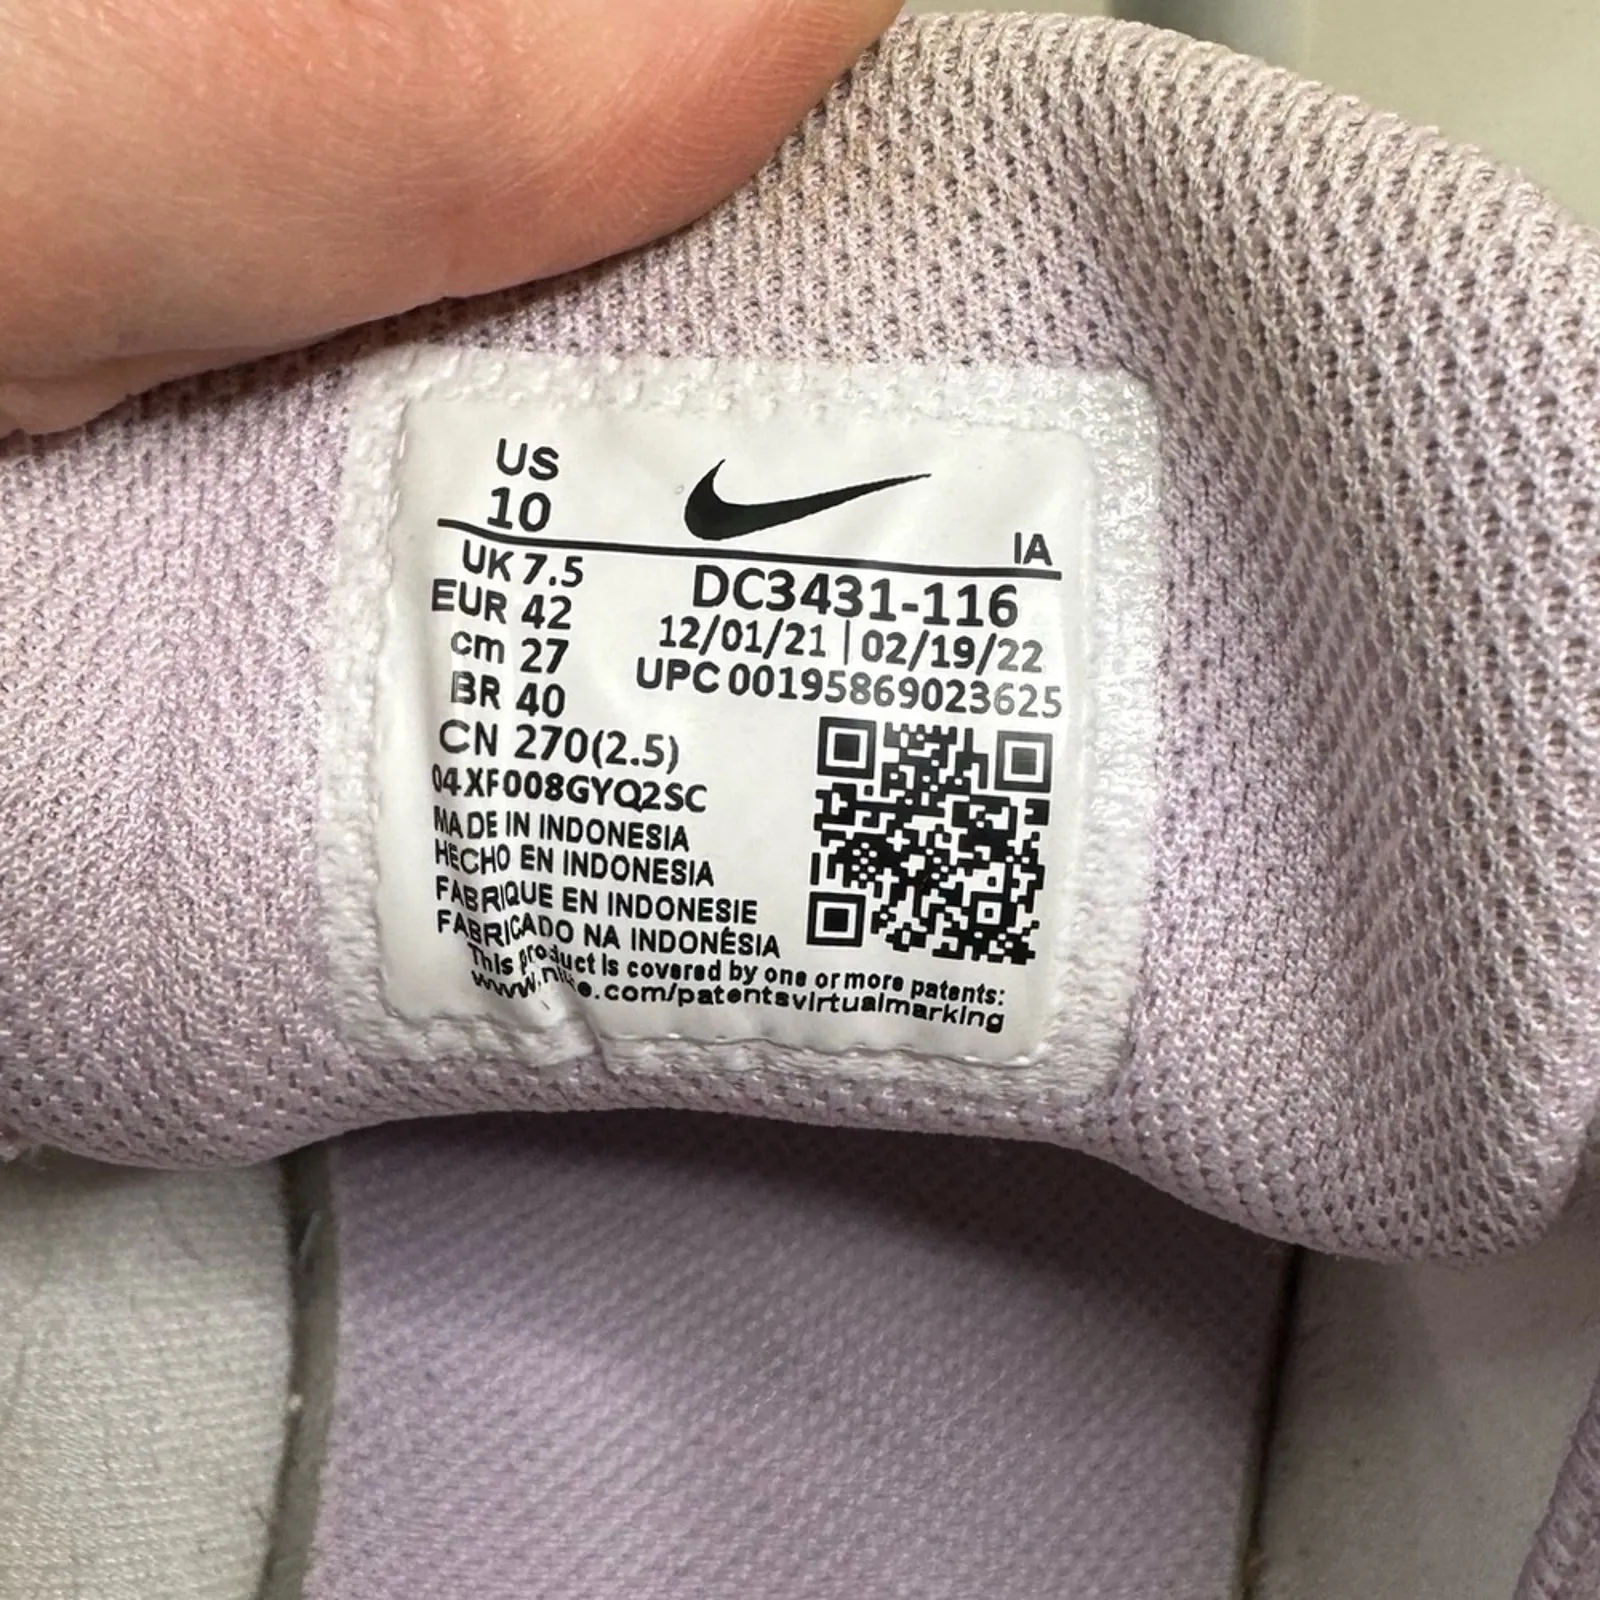 US
10
IA
UK 7.5
EUR 42
cm 27
BR 40
CN 270(2.5)
04XF008GYQ2SC
DC3431-116
12/01/21 | 02/19/22
UPC 00195869023625
MADE IN INDONESIA
HECHO EN INDONESIA
FABRIQUE EN INDONESIE
FABRICADO NA INDONÉSIA
This product is covered by one or more patents:
www.nike.com/patentsvirtualmarking